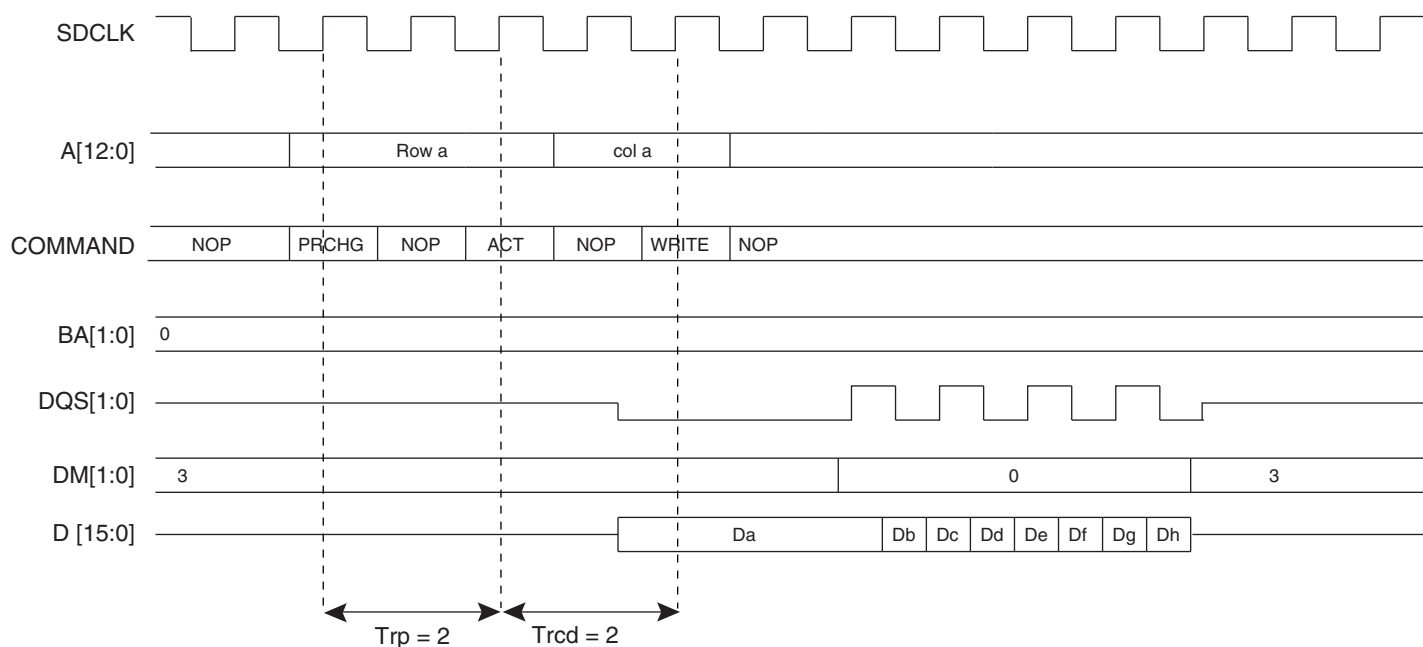 SDCLK
A[12:0] Row a col a
COMMAND NOP PRCHG NOP ACT NOP WRITE NOP
BA[1:0] 0
DQS[1:0]
DM[1:0] 3 0 3
D [15:0] Da Db Dc Dd De Df Dg Dh
Trp = 2 Trcd = 2